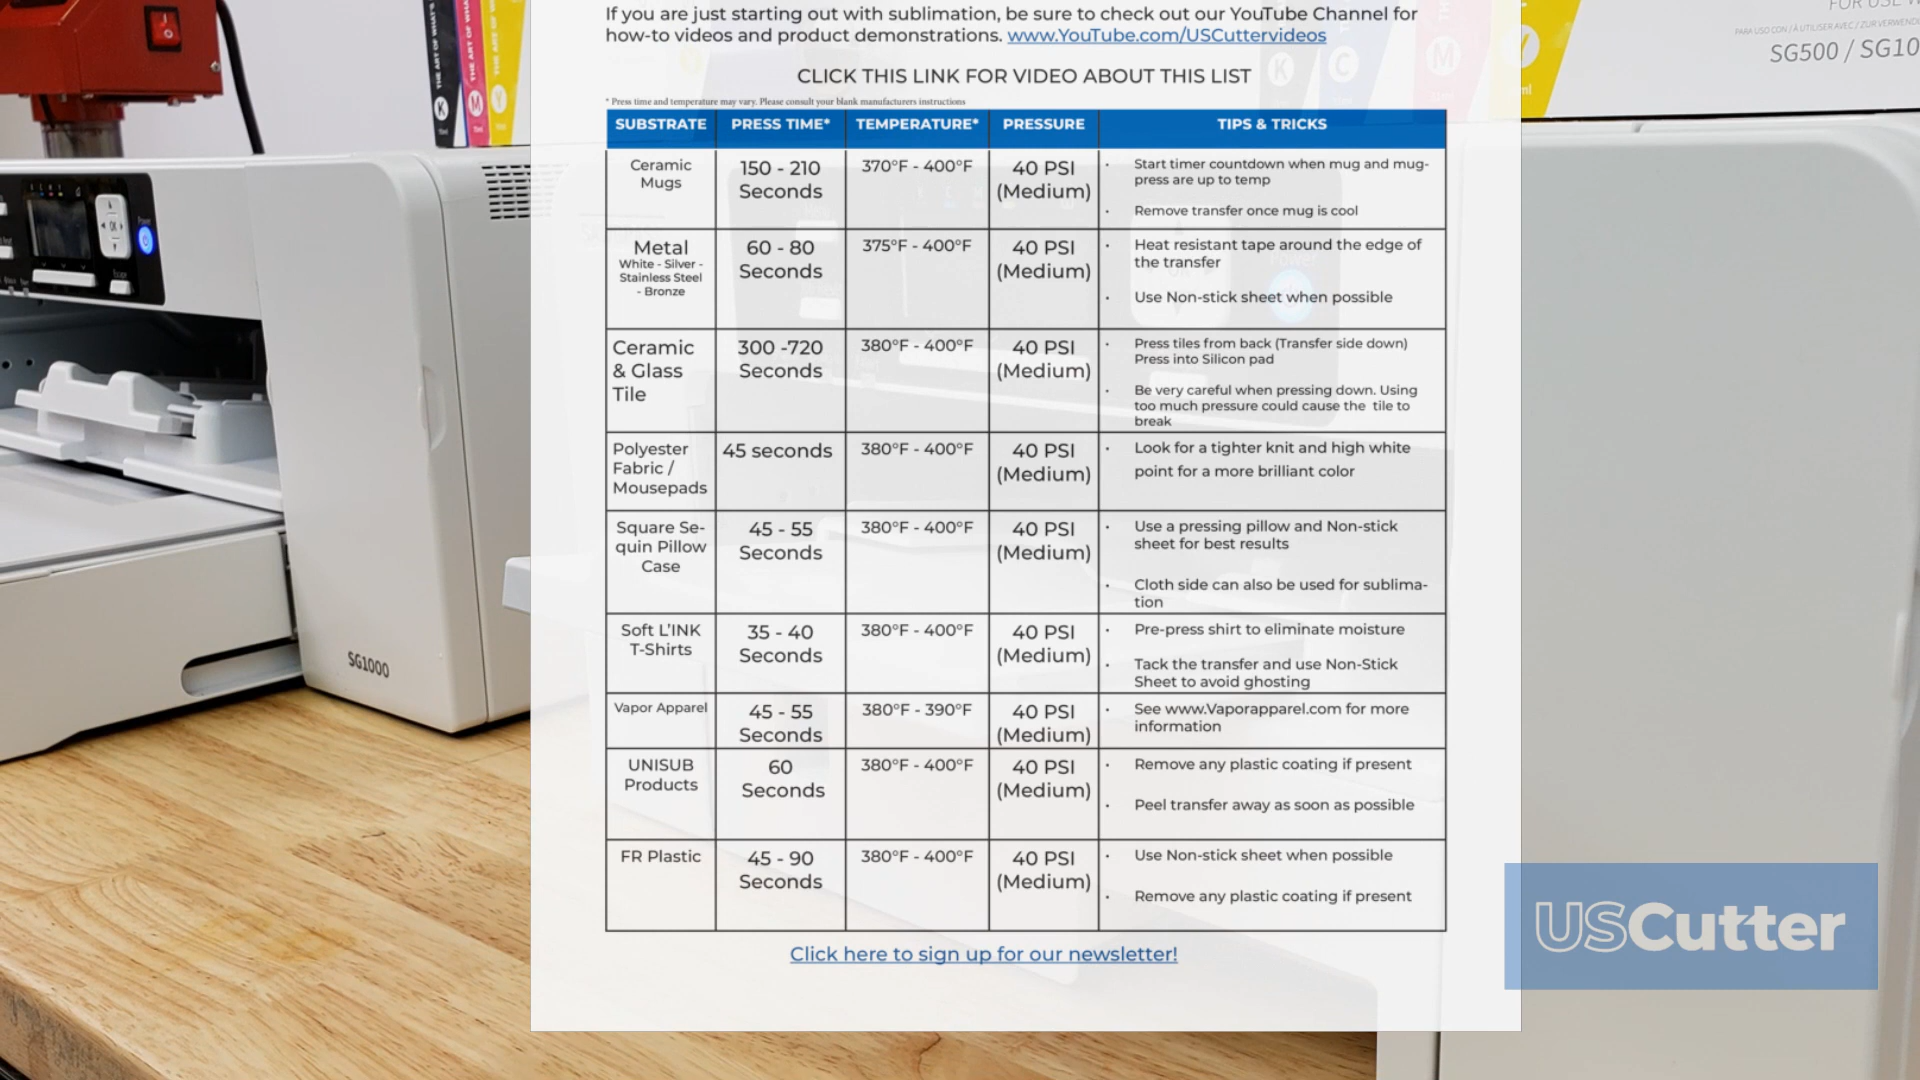 If you are just starting out with sublimation, be sure to check out our YouTube Channel for
how-to videos and product demonstrations. www.YouTube.com/USCuttervideos
CLICK THIS LINK FOR VIDEO ABOUT THIS LIST
* Press time and temperature may vary. Please consult your blank manufacturers instructions
SUBSTRATE PRESS TIME* TEMPERATURE* PRESSURE TIPS & TRICKS
Ceramic
Mugs
150 - 210
Seconds
370°F - 400°F
40 PSI
(Medium)
• Start timer countdown when mug and mug-
press are up to temp
• Remove transfer once mug is cool
Metal
White - Silver -
Stainless Steel
- Bronze
60 - 80
Seconds
375°F - 400°F
40 PSI
(Medium)
• Heat resistant tape around the edge of
the transfer
• Use Non-stick sheet when possible
Ceramic
& Glass
Tile
300 -720
Seconds
380°F - 400°F
40 PSI
(Medium)
• Press tiles from back (Transfer side down)
Press into Silicon pad
• Be very careful when pressing down. Using
too much pressure could cause the tile to
break
Polyester
Fabric /
Mousepads
45 seconds
380°F - 400°F
40 PSI
(Medium)
• Look for a tighter knit and high white
point for a more brilliant color
Square Se-
quin Pillow
Case
45 - 55
Seconds
380°F - 400°F
40 PSI
(Medium)
• Use a pressing pillow and Non-stick
sheet for best results
• Cloth side can also be used for sublima-
tion
Soft L'INK
T-Shirts
35 - 40
Seconds
380°F - 400°F
40 PSI
(Medium)
• Pre-press shirt to eliminate moisture
• Tack the transfer and use Non-Stick
Sheet to avoid ghosting
Vapor Apparel
45 - 55
Seconds
380°F - 390°F
40 PSI
(Medium)
• See www.Vaporapparel.com for more
information
UNISUB
Products
60
Seconds
380°F - 400°F
40 PSI
(Medium)
• Remove any plastic coating if present
• Peel transfer away as soon as possible
FR Plastic
45 - 90
Seconds
380°F - 400°F
40 PSI
(Medium)
• Use Non-stick sheet when possible
• Remove any plastic coating if present
Click here to sign up for our newsletter!
USCutter
SG1000
K
M
Y
OK
Power
K
C
M
Y
SG500 / SG10